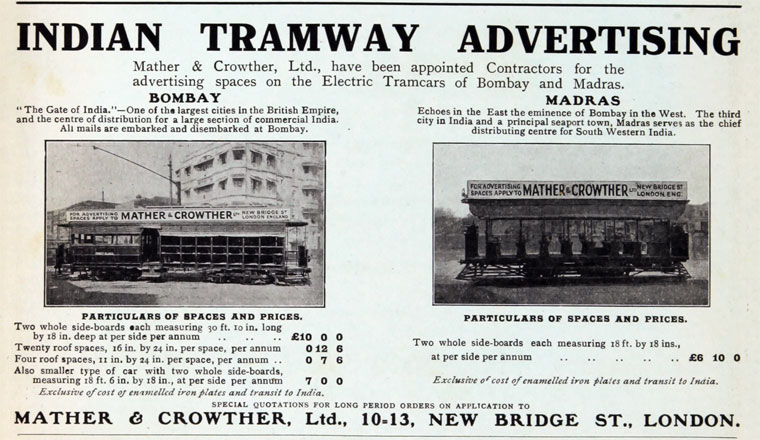 INDIAN TRAMWAY ADVERTISING
Mather & Crowther, Ltd., have been appointed Contractors for the
advertising spaces on the Electric Tramcars of Bombay and Madras.
BOMBAY
"The Gate of India."—One of the largest cities in the British Empire,
and the centre of distribution for a large section of commercial India.
All mails are embarked and disembarked at Bombay.
FOR ADVERTISING
SPACES APPLY TO MATHER & CROWTHER LTD NEW BRIDGE ST
LONDON ENGLAND
PARTICULARS OF SPACES AND PRICES.
Two whole side-boards each measuring 30 ft. 10 in. long
by 18 in. deep at per side per annum .. .. .. £10 0 0
Twenty roof spaces, 16 in. by 24 in. per space, per annum 0 12 6
Four roof spaces, 11 in. by 24 in. per space, per annum .. 0 7 6
Also smaller type of car with two whole side-boards,
measuring 18 ft. 6 in. by 18 in., at per side per annum 7 0 0
Exclusive of cost of enamelled iron plates and transit to India.
MADRAS
Echoes in the East the eminence of Bombay in the West. The third
city in India and a principal seaport town, Madras serves as the chief
distributing centre for South Western India.
FOR ADVERTISING
SPACES APPLY TO MATHER & CROWTHER LTD NEW BRIDGE ST
LONDON ENG.
PARTICULARS OF SPACES AND PRICES.
Two whole side-boards each measuring 18 ft. by 18 ins.,
at per side per annum .. .. .. .. .. £6 10 0
Exclusive of cost of enamelled iron plates and transit to India.
SPECIAL QUOTATIONS FOR LONG PERIOD ORDERS ON APPLICATION TO
MATHER & CROWTHER, Ltd., 10=13, NEW BRIDGE ST., LONDON.